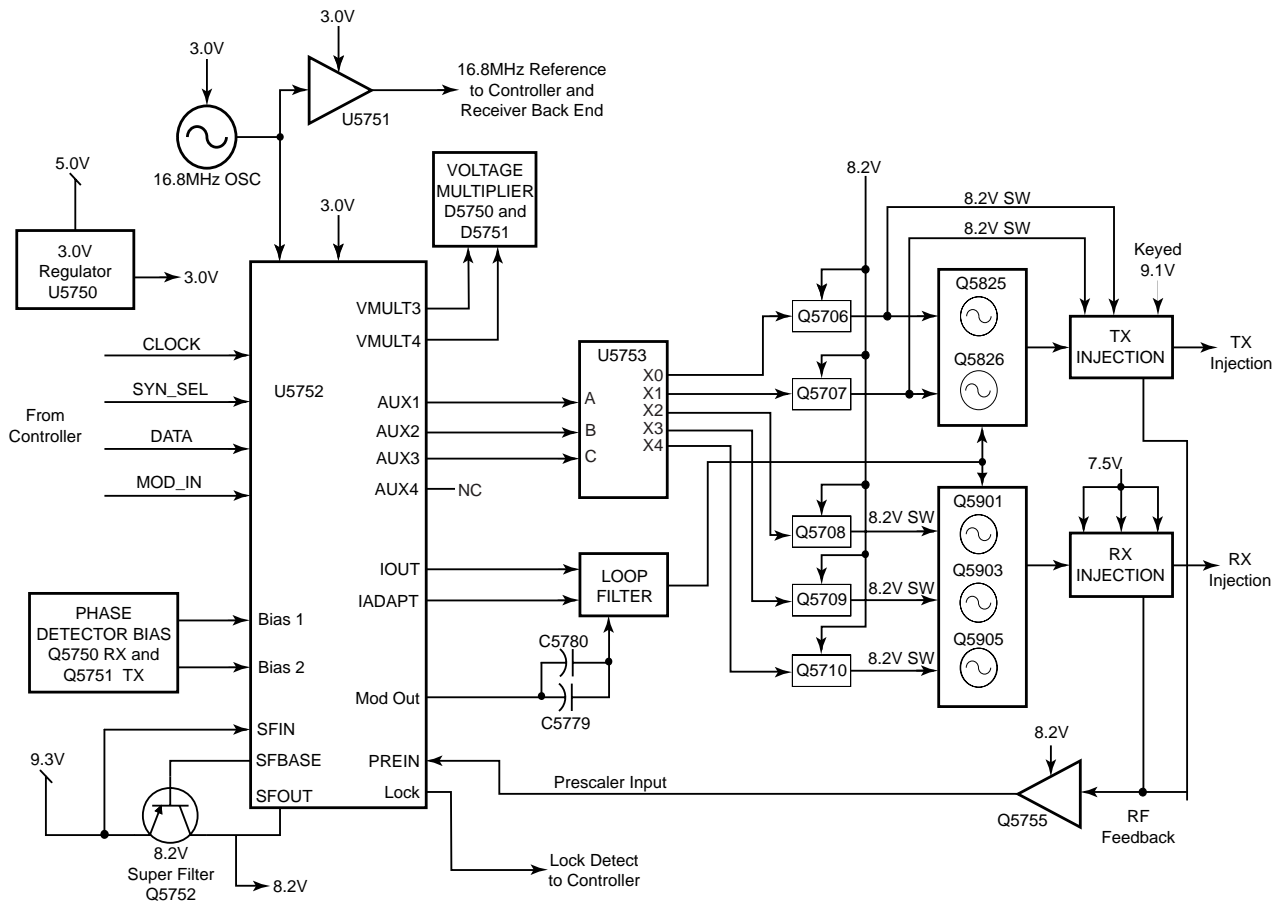 3.0V
3.0V
16.8MHz Reference
to Controller and
Receiver Back End
U5751
16.8MHz OSC
5.0V
3.0V
Regulator
U5750
3.0V
3.0V
VOLTAGE
MULTIPLIER
D5750 and
D5751
8.2V
8.2V SW
8.2V SW
Keyed
9.1V
CLOCK
SYN_SEL
From
Controller
DATA
MOD_IN
U5752
VMULT3
VMULT4
AUX1
AUX2
AUX3
AUX4
NC
U5753
A
B
C
X0
X1
X2
X3
X4
Q5706
Q5707
Q5825
Q5826
TX
INJECTION
TX
Injection
7.5V
Q5708
8.2V SW
Q5709
8.2V SW
Q5710
8.2V SW
Q5901
Q5903
Q5905
RX
INJECTION
RX
Injection
IOUT
IADAPT
LOOP
FILTER
PHASE
DETECTOR BIAS
Q5750 RX and
Q5751 TX
Bias 1
Bias 2
C5780
C5779
Mod Out
SFIN
SFBASE
SFOUT
PREIN
Lock
Prescaler Input
8.2V
Q5755
RF
Feedback
9.3V
8.2V
Super Filter
Q5752
8.2V
Lock Detect
to Controller